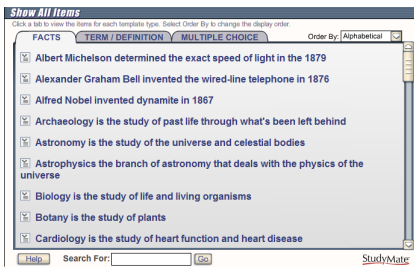 Show All Items
Click a tab to view the items for each template type. Select Order By to change the display order.
FACTS TERM / DEFINITION MULTIPLE CHOICE Order By: Alphabetical
Albert Michelson determined the exact speed of light in the 1879
Alexander Graham Bell invented the wired-line telephone in 1876
Alfred Nobel invented dynamite in 1867
Archaeology is the study of past life through what's been left behind
Astronomy is the study of the universe and celestial bodies
Astrophysics the branch of astronomy that deals with the physics of the
universe
Biology is the study of life and living organisms
Botany is the study of plants
Cardiology is the study of heart function and heart disease
Help Search For: Go StudyMate